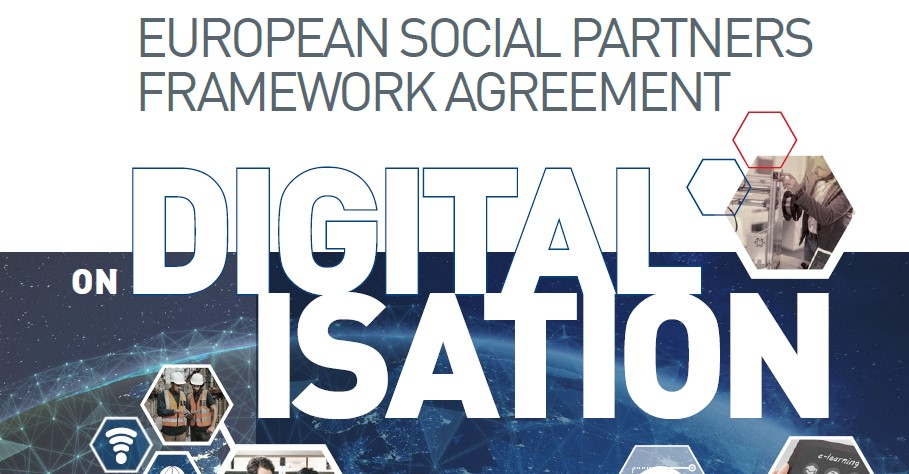 EUROPEAN SOCIAL PARTNERS
FRAMEWORK AGREEMENT
ON DIGITAL
ISATION
e-learning